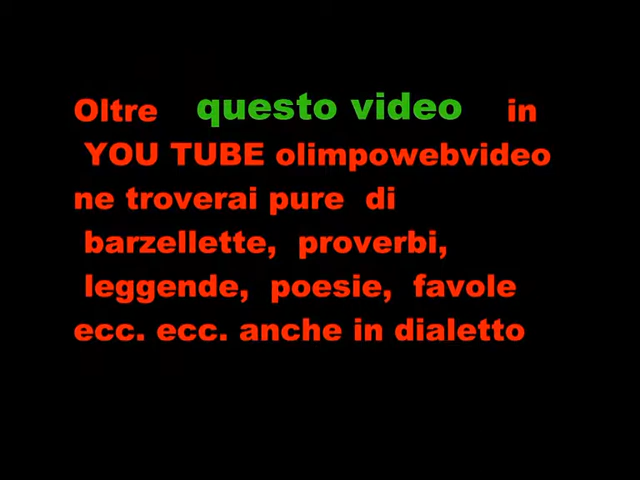 Oltre questo video in
YOU TUBE olimpowebvideo
ne troverai pure di
barzellette, proverbi,
leggende, poesie, favole
ecc. ecc. anche in dialetto